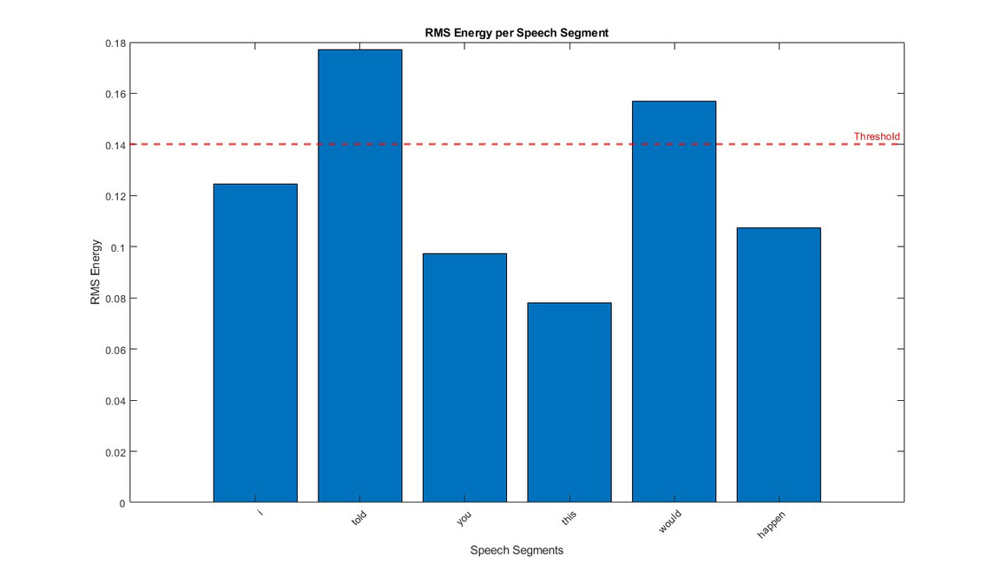 RMS Energy per Speech Segment
0.18
0.16
0.14
0.12
0.1
0.08
0.06
0.04
0.02
0
RMS Energy
Threshold
i
told
you
this
would
happen
Speech Segments